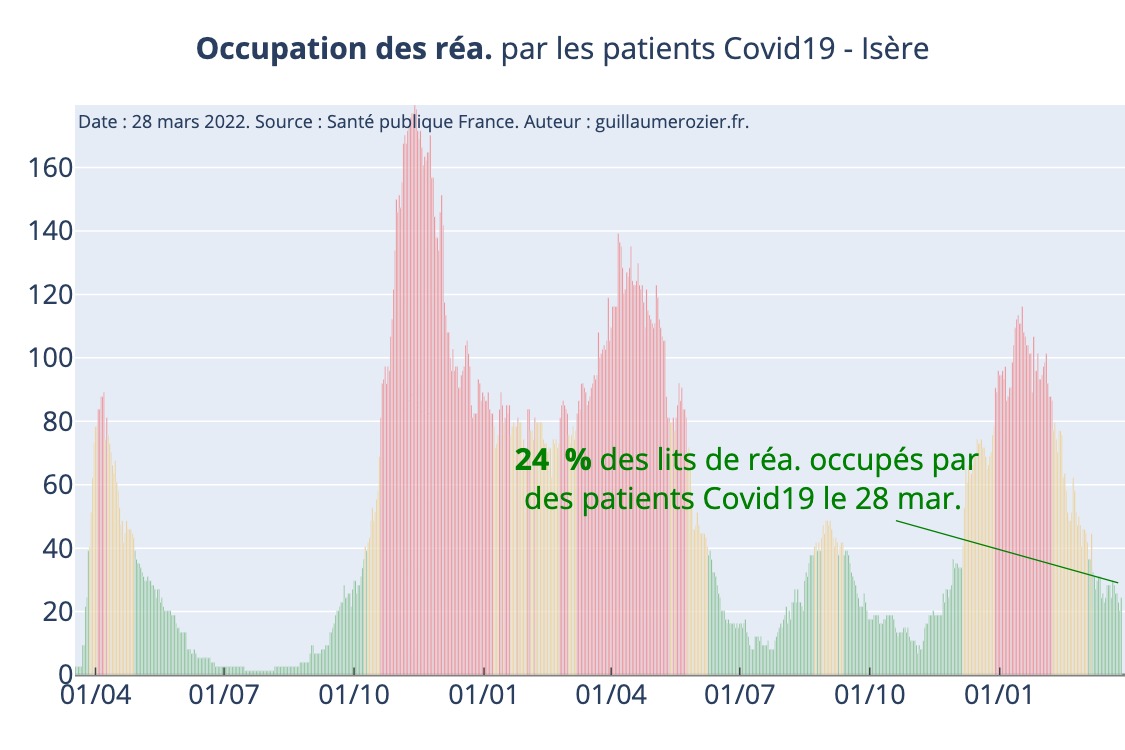 Occupation des réa. par les patients Covid19 - Isère
Date : 28 mars 2022. Source : Santé publique France. Auteur : guillaumerozier.fr.
160
140
120
100
80
24 % des lits de réa. occupés par
60
des patients Covid19 le 28 mar.
40
20
0
01/04 01/07 01/10 01/01 01/04 01/07 01/10 01/01